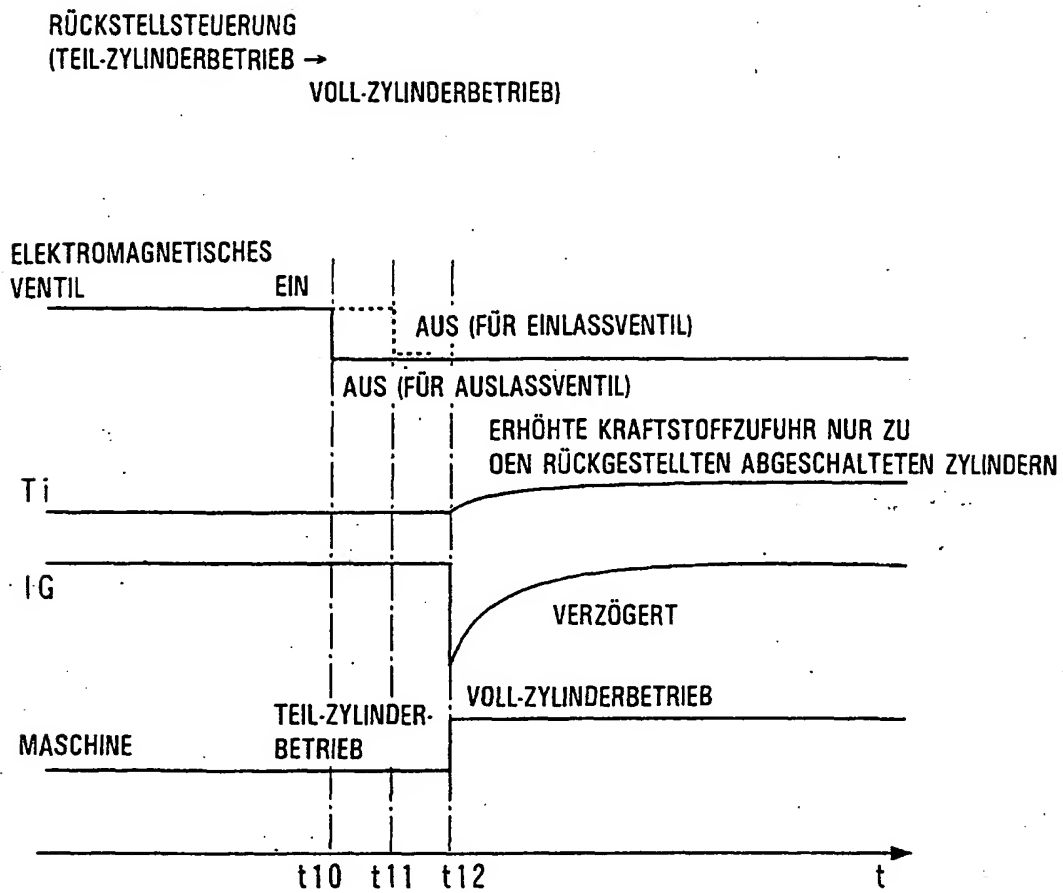 RÜCKSTELLSTEUERUNG
(TEIL-ZYLINDERBETRIEB →
VOLL-ZYLINDERBETRIEB)
ELEKTROMAGNETISCHES
VENTIL EIN
AUS (FÜR EINLASSVENTIL)
AUS (FÜR AUSLASSVENTIL)
ERHÖHTE KRAFTSTOFFZUFUHR NUR ZU
DEN RÜCKGESTELLTEN ABGESCHALTETEN ZYLINDERN
Ti
IG
VERZÖGERT
VOLL-ZYLINDERBETRIEB
TEIL-ZYLINDER-
BETRIEB
MASCHINE
t10 t11 t12 t